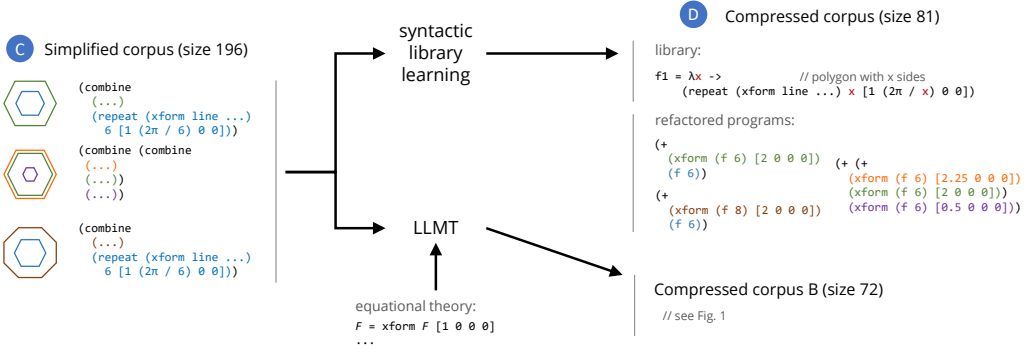 C Simplified corpus (size 196)
(combine
(...)
(repeat (xform line ...)
6 [1 (2π / 6) 0 0]))
(combine (combine
(...)
(...))
(...))
(combine
(...)
(repeat (xform line ...)
6 [1 (2π / 6) 0 0]))
syntactic
library
learning
LLMT
equational theory:
F = xform F [1 0 0 0]
...
D Compressed corpus (size 81)
library:
f1 = λx -> // polygon with x sides
(repeat (xform line ...) x [1 (2π / x) 0 0])
refactored programs:
(+
(xform (f 6) [2 0 0 0])
(f 6))
(+
(xform (f 8) [2 0 0 0])
(f 6))
(+ (+
(xform (f 6) [2.25 0 0 0])
(xform (f 6) [2 0 0 0]))
(xform (f 6) [0.5 0 0 0]))
Compressed corpus B (size 72)
// see Fig. 1